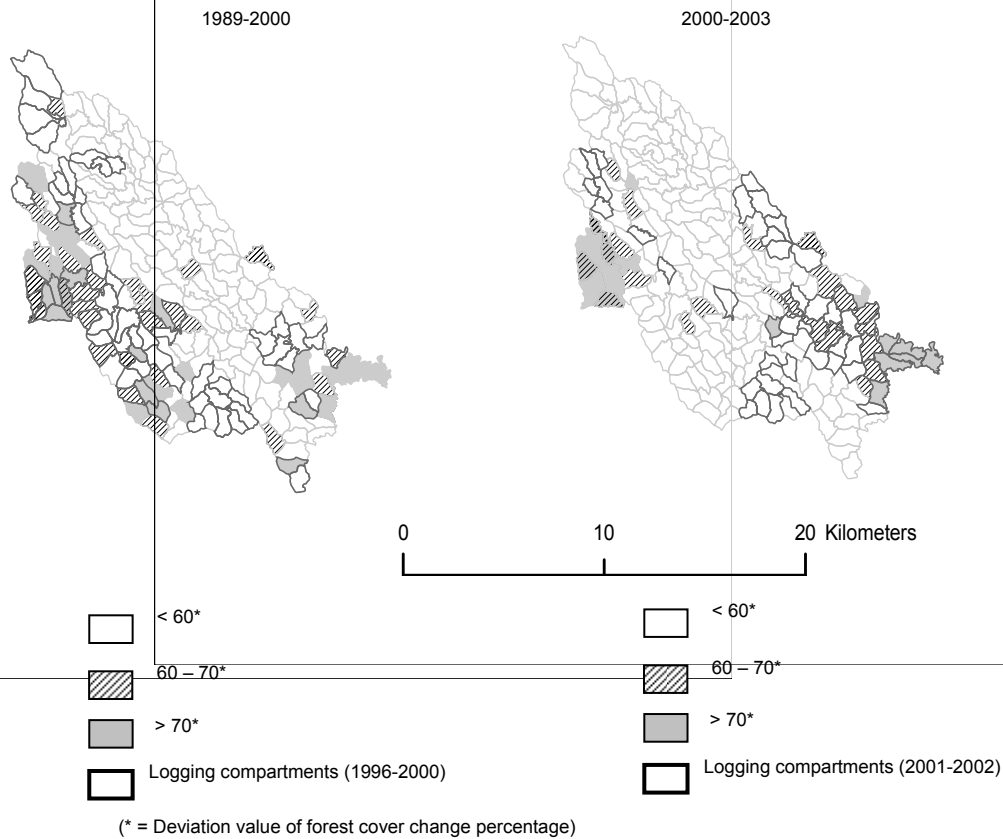 1989-2000
2000-2003
0 10 20 Kilometers
< 60*
60 – 70*
> 70*
Logging compartments (1996-2000)
< 60*
60 – 70*
> 70*
Logging compartments (2001-2002)
(* = Deviation value of forest cover change percentage)